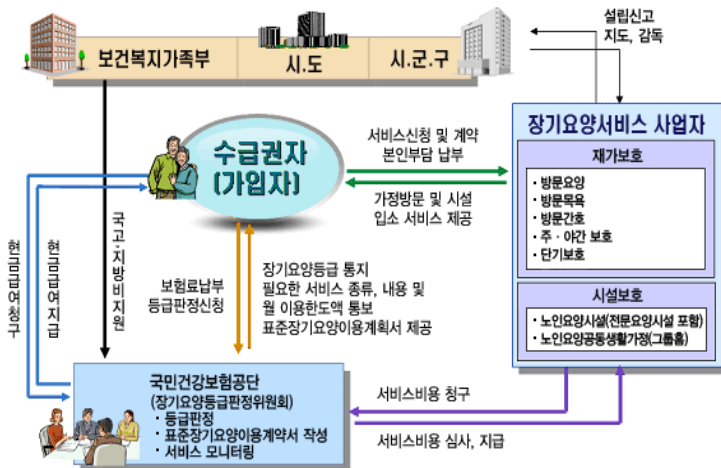 설립신고
지도, 감독
보건복지가족부
시.도
시.군.구
수급권자
(가입자)
서비스신청 및 계약
본인부담 납부
가정방문 및 시설
입소 서비스 제공
장기요양서비스 사업자
재가보호
· 방문요양
· 방문목욕
· 방문간호
· 주 · 야간 보호
· 단기보호
시설보호
· 노인요양시설(전문요양시설 포함)
· 노인요양공동생활가정(그룹홈)
현금급여청구
현금급여지급
국고·지방비지원
보험료납부
등급판정신청
장기요양등급 통지
필요한 서비스 종류, 내용 및
월 이용한도액 통보
표준장기요양이용계획서 제공
국민건강보험공단
(장기요양등급판정위원회)
· 등급판정
· 표준장기요양이용계약서 작성
· 서비스 모니터링
서비스비용 청구
서비스비용 심사, 지급